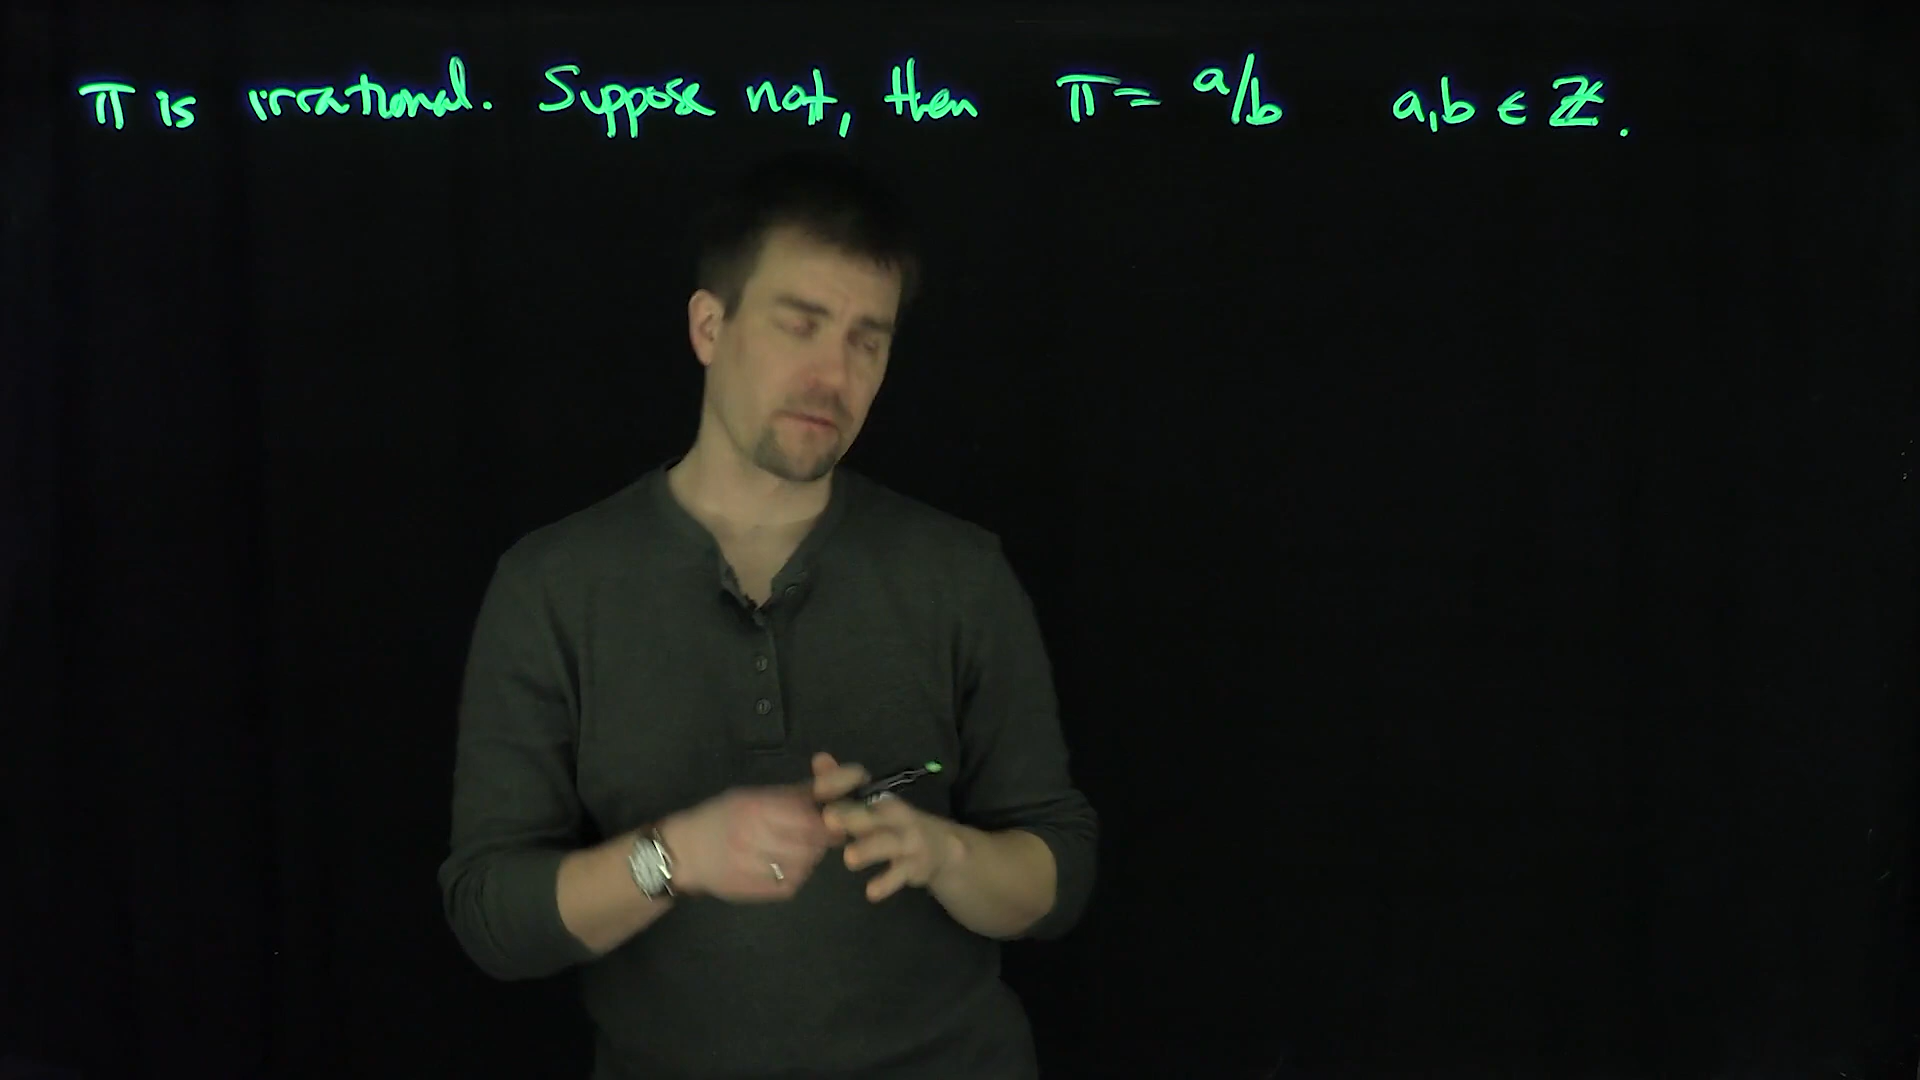 π is irrational. Suppose not, then π = a/b a,b ∈ ℤ.